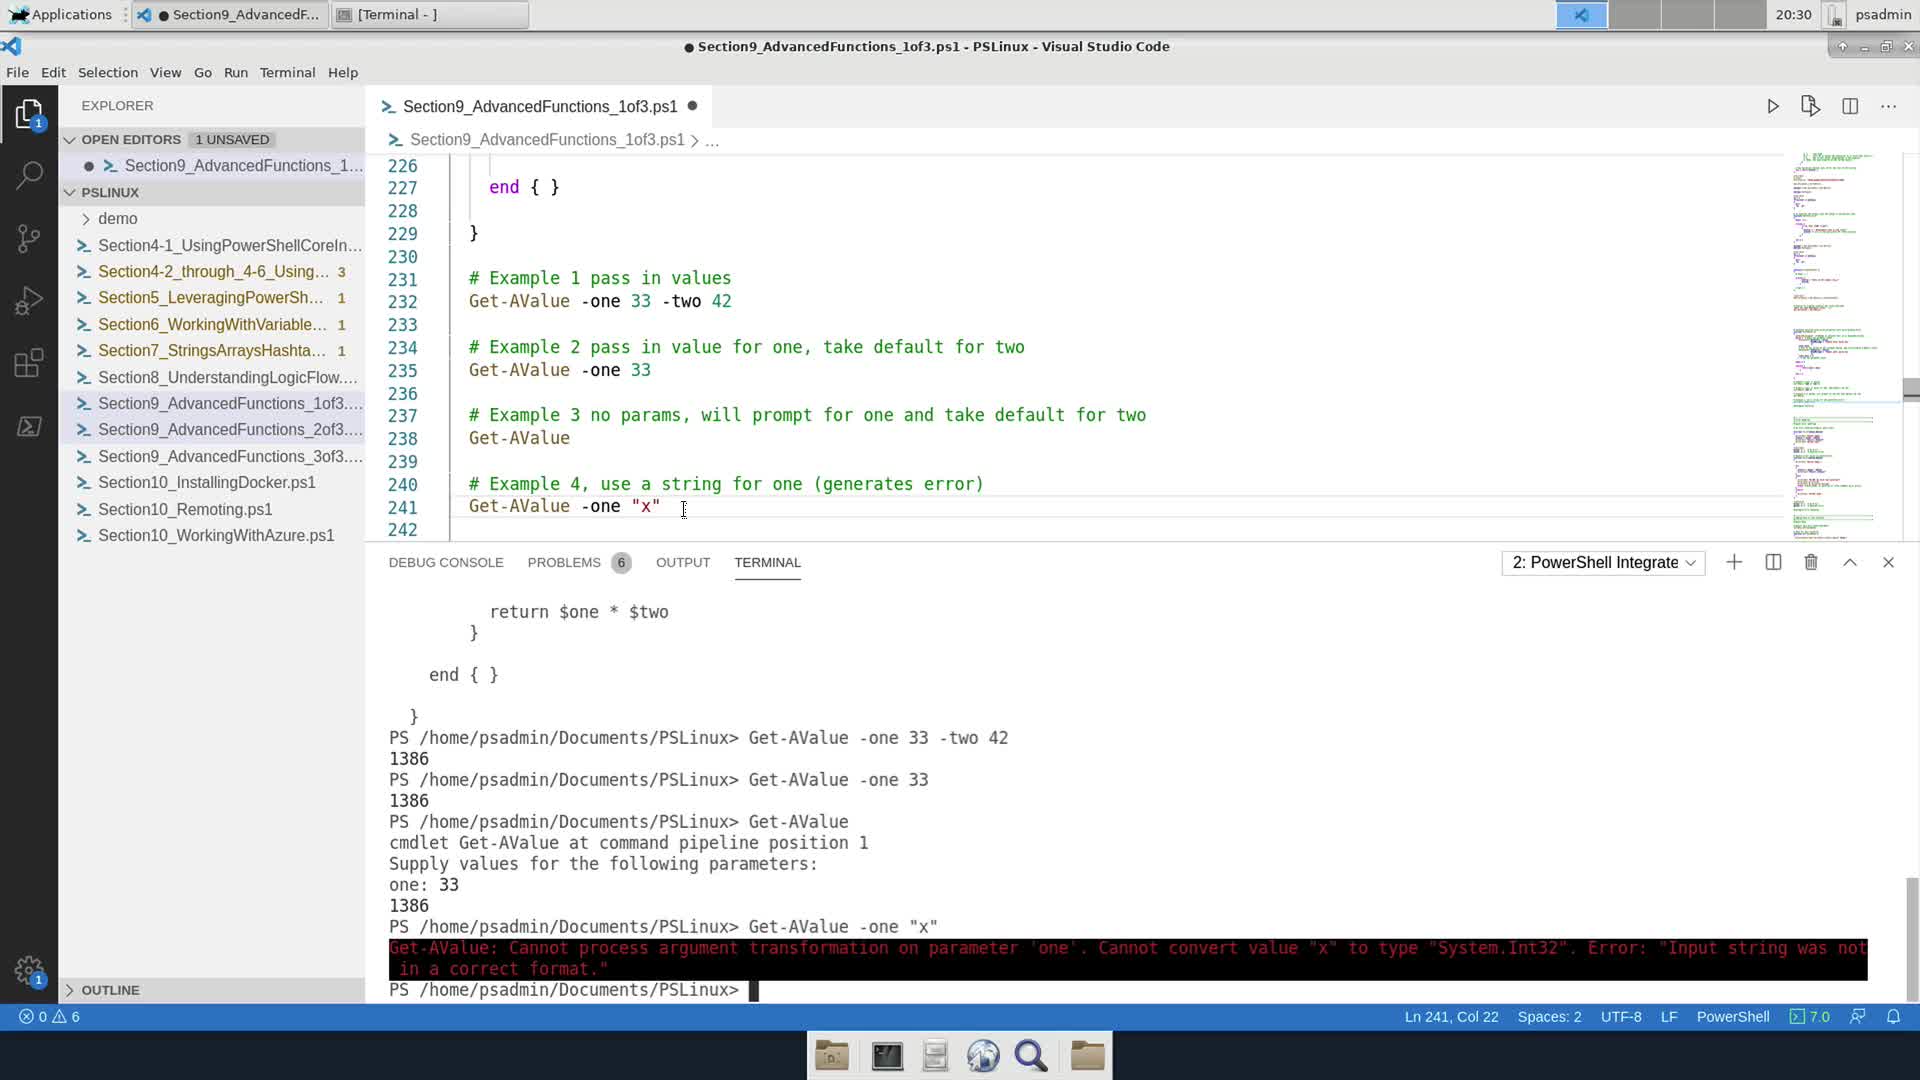 Applications
Section9_AdvancedF...
[Terminal - ]
20:30
psadmin
Section9_AdvancedFunctions_1of3.ps1 - PSLinux - Visual Studio Code
File Edit Selection View Go Run Terminal Help
EXPLORER
OPEN EDITORS 1 UNSAVED
Section9_AdvancedFunctions_1...
PSLINUX
demo
Section4-1_UsingPowerShellCoreIn...
Section4-2_through_4-6_Using... 3
Section5_LeveragingPowerSh... 1
Section6_WorkingWithVariable... 1
Section7_StringsArraysHashta... 1
Section8_UnderstandingLogicFlow....
Section9_AdvancedFunctions_1of3....
Section9_AdvancedFunctions_2of3....
Section9_AdvancedFunctions_3of3....
Section10_InstallingDocker.ps1
Section10_Remoting.ps1
Section10_WorkingWithAzure.ps1
OUTLINE
1
1
Section9_AdvancedFunctions_1of3.ps1
Section9_AdvancedFunctions_1of3.ps1 > ...
226
227 end { }
228
229 }
230
231 # Example 1 pass in values
232 Get-AValue -one 33 -two 42
233
234 # Example 2 pass in value for one, take default for two
235 Get-AValue -one 33
236
237 # Example 3 no params, will prompt for one and take default for two
238 Get-AValue
239
240 # Example 4, use a string for one (generates error)
241 Get-AValue -one "x"
242
DEBUG CONSOLE PROBLEMS 6 OUTPUT TERMINAL
2: PowerShell Integrate
return $one * $two
}
end { }
}
PS /home/psadmin/Documents/PSLinux> Get-AValue -one 33 -two 42
1386
PS /home/psadmin/Documents/PSLinux> Get-AValue -one 33
1386
PS /home/psadmin/Documents/PSLinux> Get-AValue
cmdlet Get-AValue at command pipeline position 1
Supply values for the following parameters:
one: 33
1386
PS /home/psadmin/Documents/PSLinux> Get-AValue -one "x"
Get-AValue: Cannot process argument transformation on parameter 'one'. Cannot convert value "x" to type "System.Int32". Error: "Input string was not
in a correct format."
PS /home/psadmin/Documents/PSLinux>
0 6
Ln 241, Col 22 Spaces: 2 UTF-8 LF PowerShell 7.0